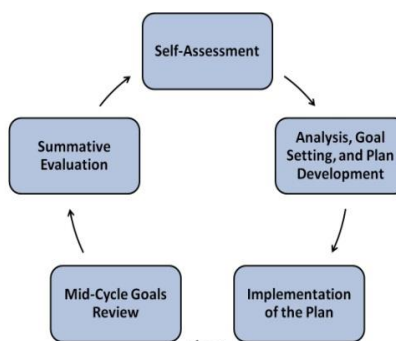 Self-Assessment
Analysis, Goal
Setting, and Plan
Development
Implementation
of the Plan
Mid-Cycle Goals
Review
Summative
Evaluation